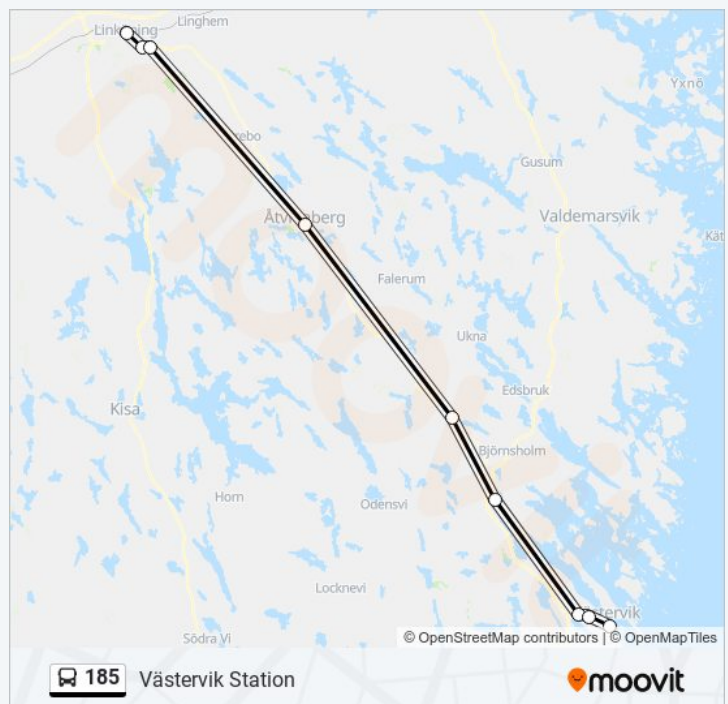 Linghem
Linköping
Yxnö
Gusum
Valdemarsvik
Åtvidaberg
Falerum
Ukna
Edsbruk
Kisa
Björnsholm
Horn
Odensvi
Locknevi
Södra Vi
© OpenStreetMap contributors | © OpenMapTiles
185 Västervik Station
moovit